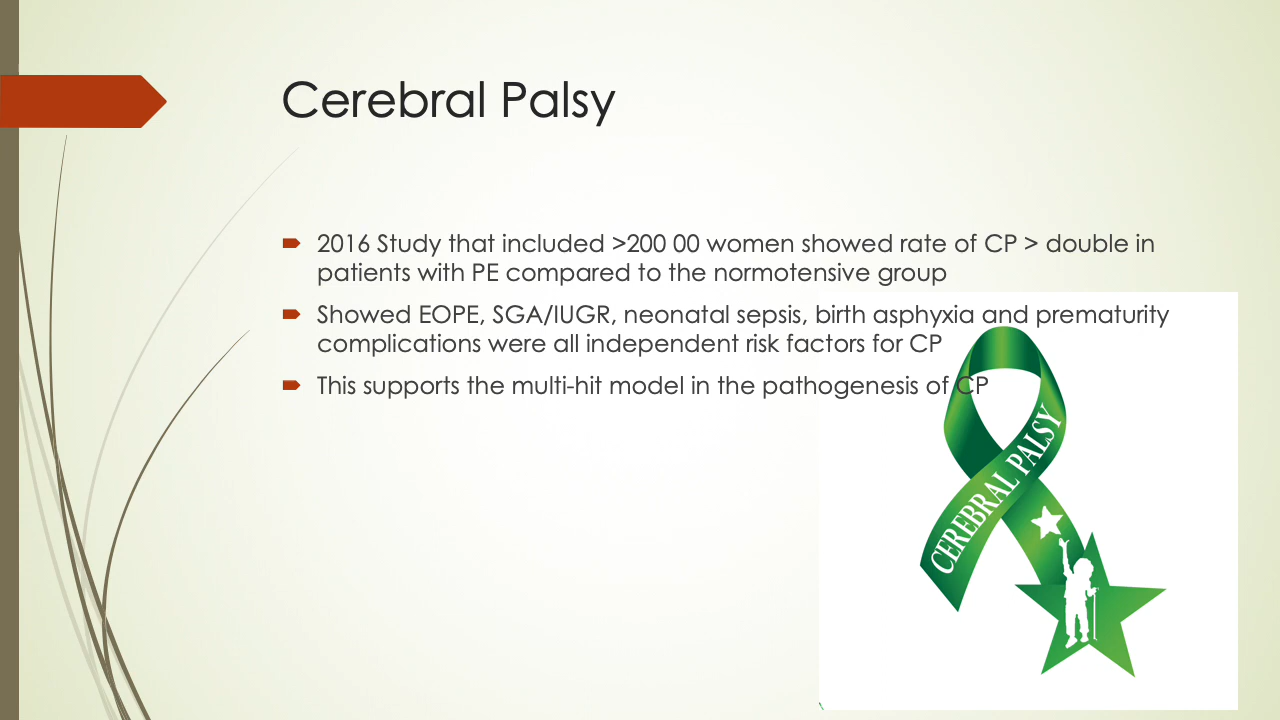 Cerebral Palsy
2016 Study that included >200 00 women showed rate of CP > double in
patients with PE compared to the normotensive group
Showed EOPE, SGA/IUGR, neonatal sepsis, birth asphyxia and prematurity
complications were all independent risk factors for CP
This supports the multi-hit model in the pathogenesis of CP
CEREBRAL PALSY